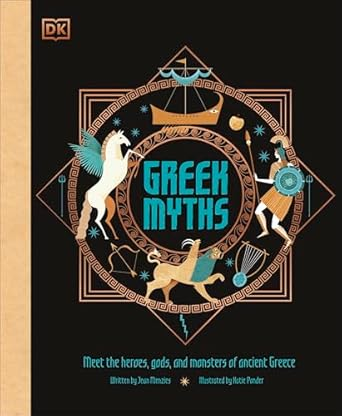 DK
GREEK
MYTHS
Meet the heroes, gods, and monsters of ancient Greece
Written by Jean Menzies Illustrated by Katie Ponder